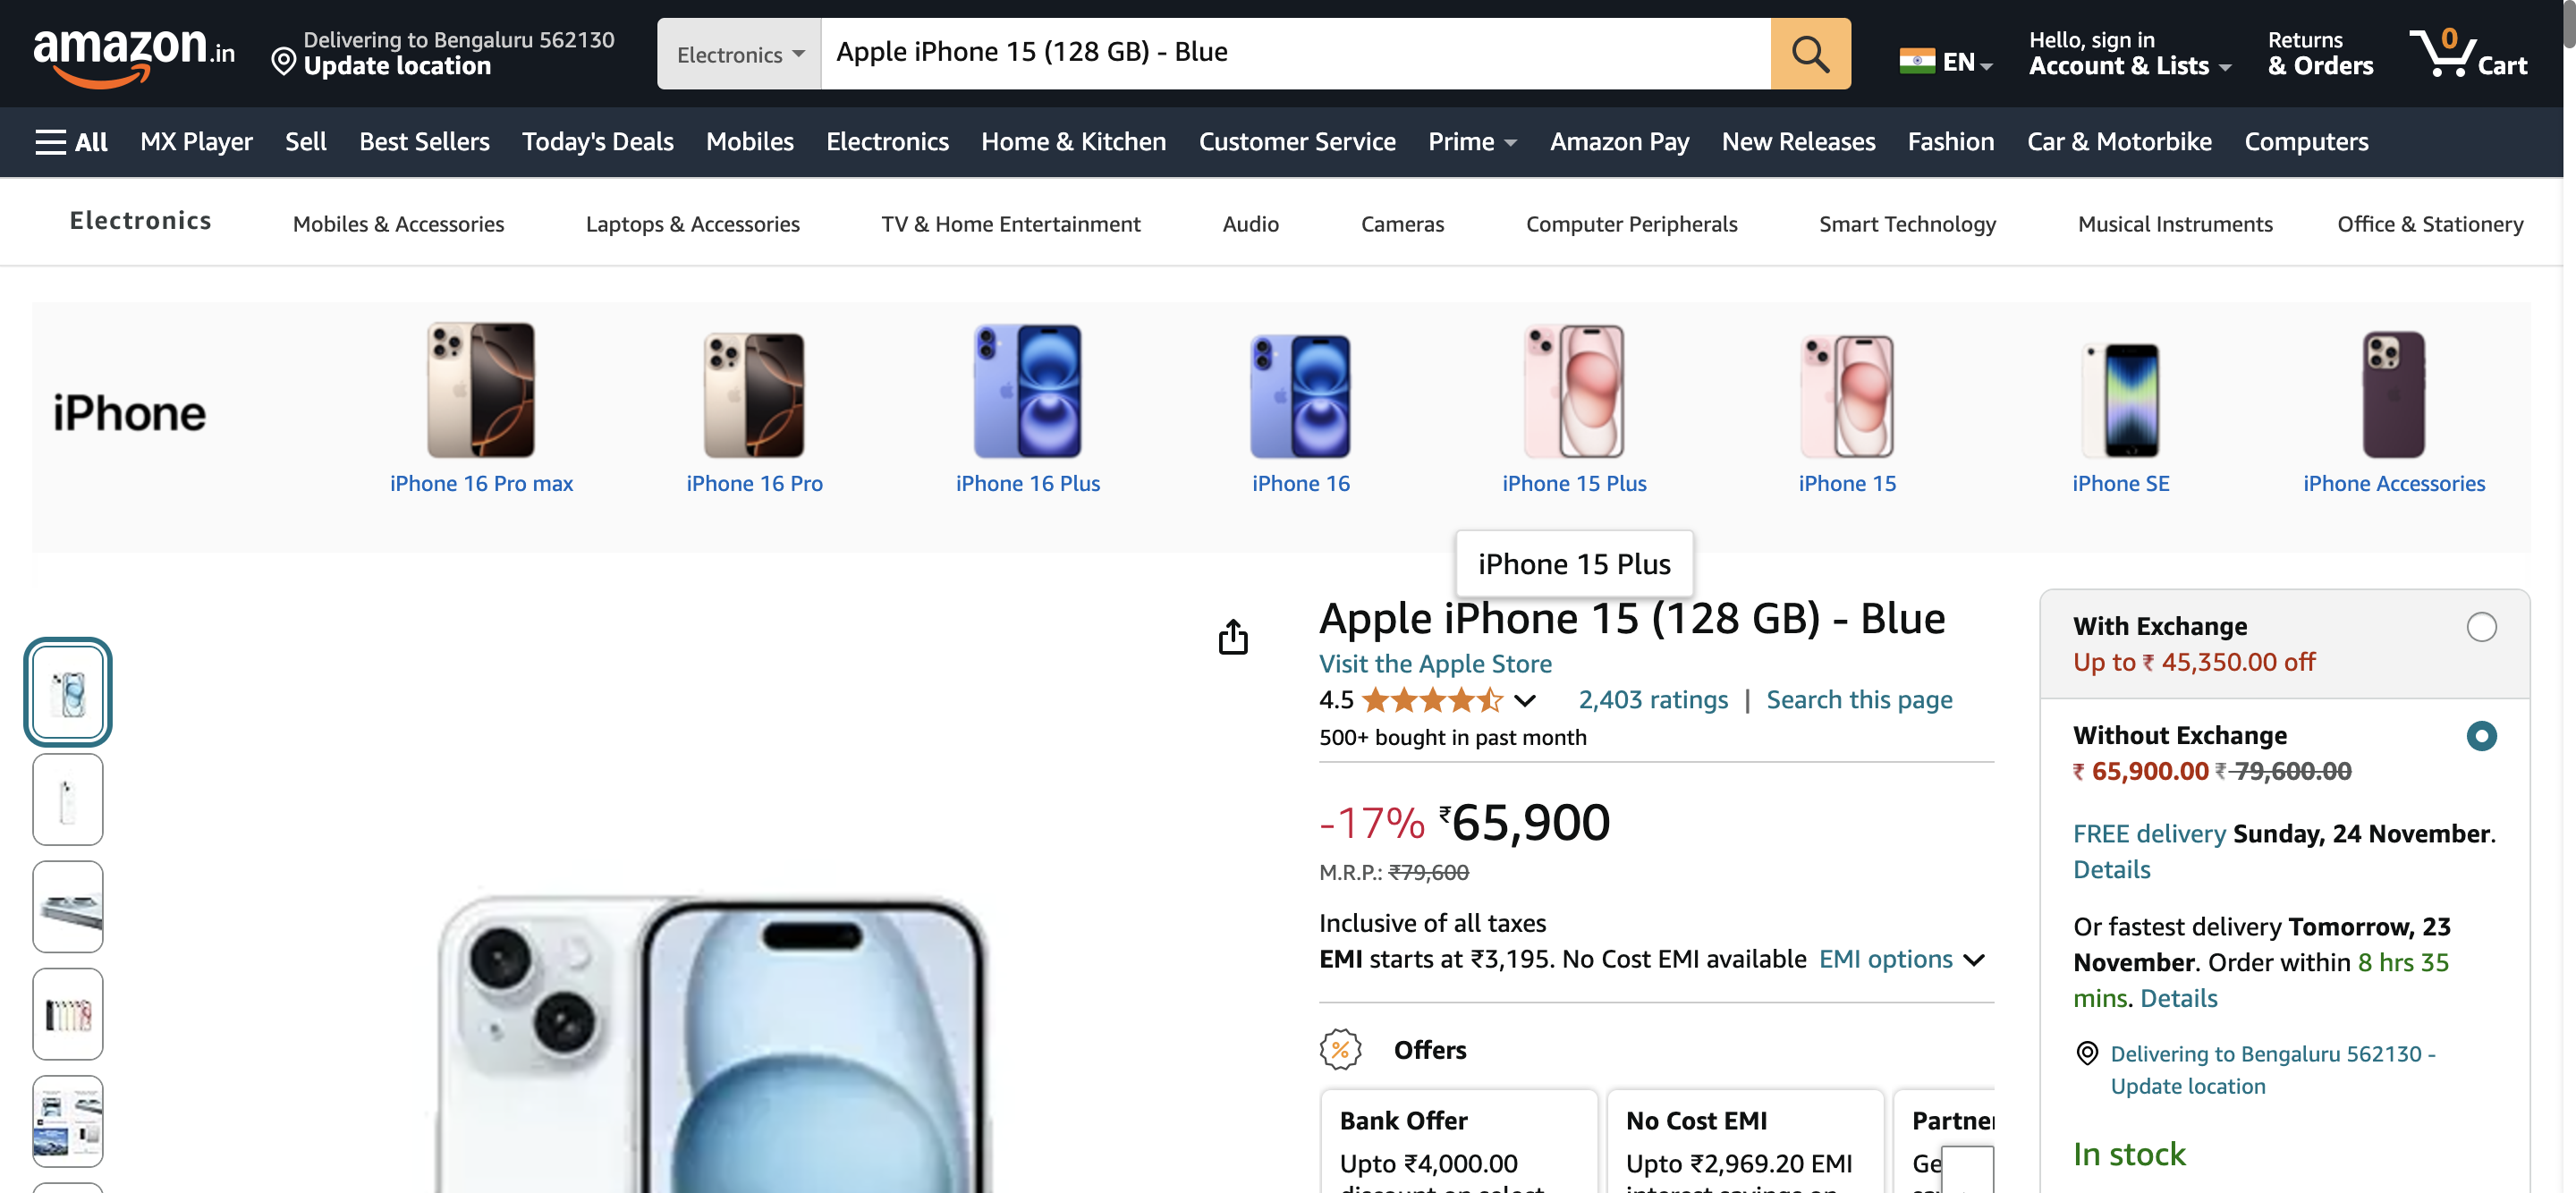 amazon.in
Delivering to Bengaluru 562130
Update location
Electronics
Apple iPhone 15 (128 GB) - Blue
EN
Hello, sign in
Account & Lists
Returns
& Orders
0
Cart
All
MX Player
Sell
Best Sellers
Today's Deals
Mobiles
Electronics
Home & Kitchen
Customer Service
Prime
Amazon Pay
New Releases
Fashion
Car & Motorbike
Computers
Electronics
Mobiles & Accessories
Laptops & Accessories
TV & Home Entertainment
Audio
Cameras
Computer Peripherals
Smart Technology
Musical Instruments
Office & Stationery
iPhone
iPhone 16 Pro max
iPhone 16 Pro
iPhone 16 Plus
iPhone 16
iPhone 15 Plus
iPhone 15
iPhone SE
iPhone Accessories
iPhone 15 Plus
Apple iPhone 15 (128 GB) - Blue
Visit the Apple Store
4.5
2,403 ratings | Search this page
500+ bought in past month
-17% ₹65,900
M.R.P.: ₹79,600
Inclusive of all taxes
EMI starts at ₹3,195. No Cost EMI available EMI options
% Offers
Bank Offer
Upto ₹4,000.00
discount on select
No Cost EMI
Upto ₹2,969.20 EMI
interest savings on
Partner
Ge
With Exchange
Up to ₹ 45,350.00 off
Without Exchange
₹ 65,900.00 ₹ 79,600.00
FREE delivery Sunday, 24 November.
Details
Or fastest delivery Tomorrow, 23
November. Order within 8 hrs 35
mins. Details
Delivering to Bengaluru 562130 -
Update location
In stock